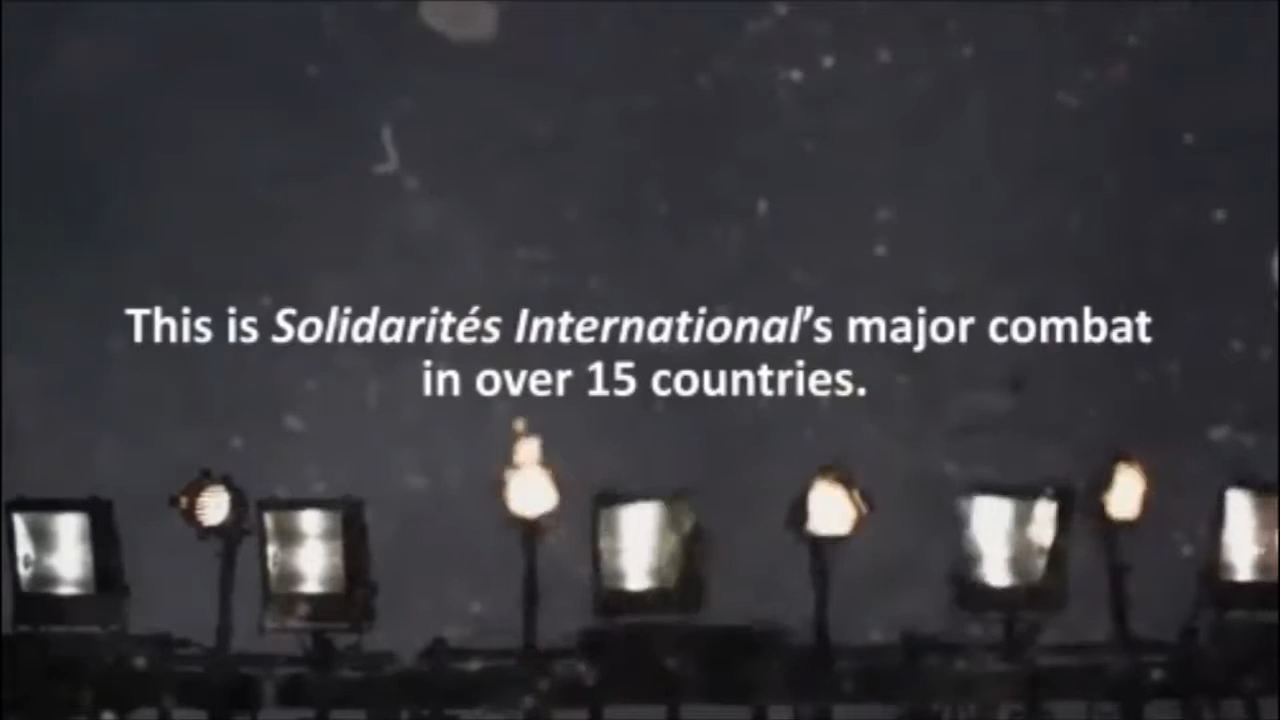 This is Solidarités International’s major combat
in over 15 countries.